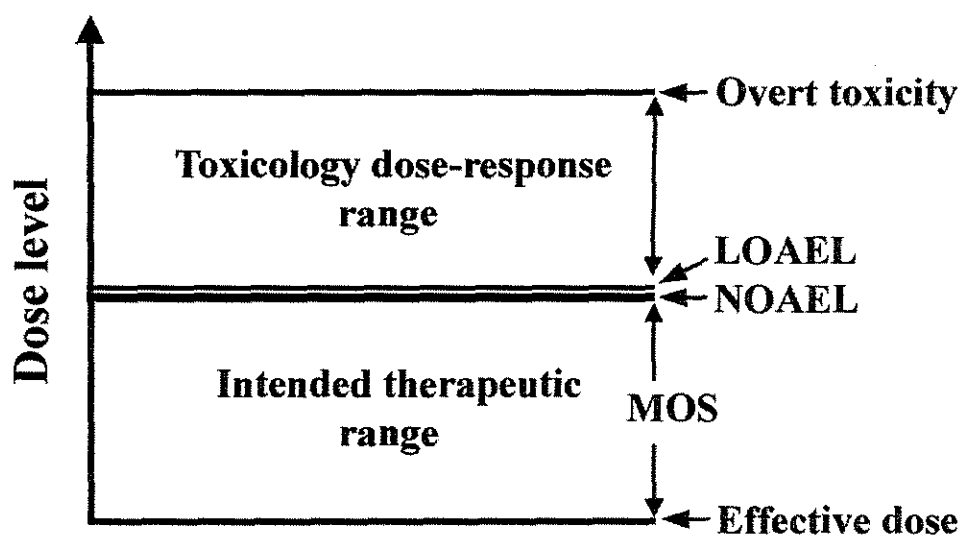 Dose level
Overt toxicity
Toxicology dose-response
range
LOAEL
NOAEL
Intended therapeutic
range
MOS
Effective dose